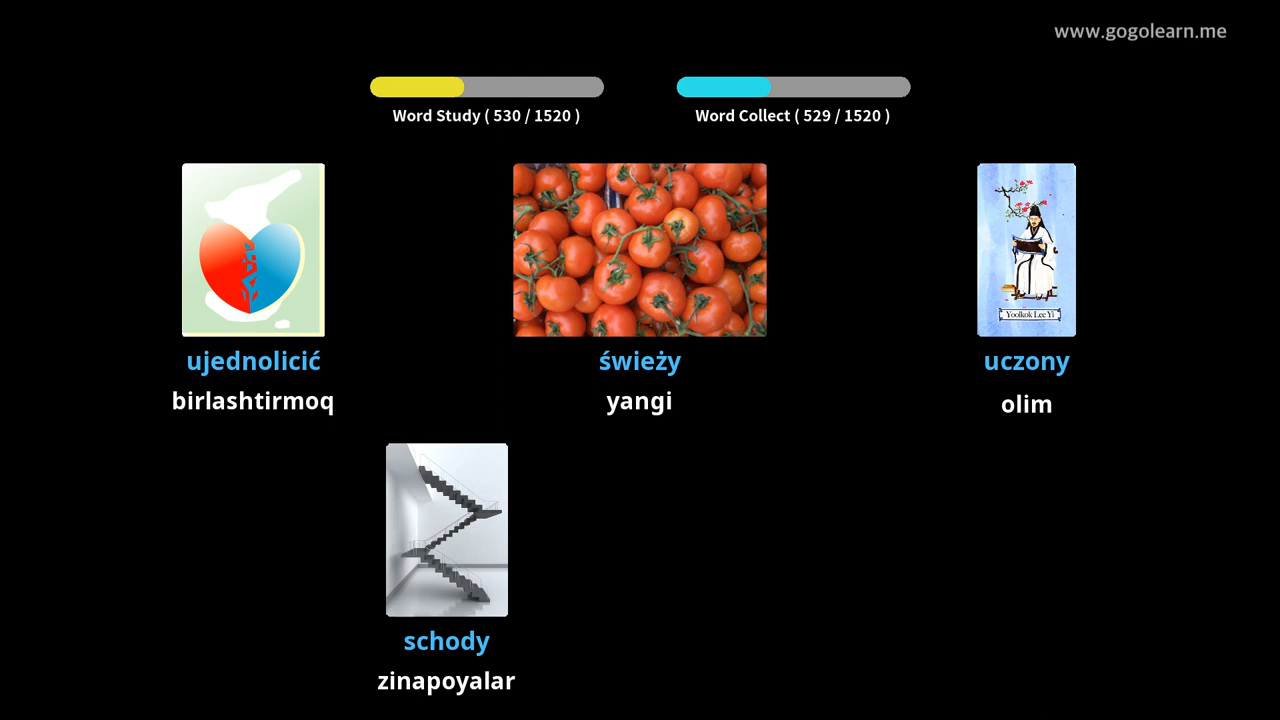 www.gogolearn.me
Word Study ( 530 / 1520 )
Word Collect ( 529 / 1520 )
Yoolkok Lee Yi
ujednolicić
birlashtirmoq
świeży
yangi
uczony
olim
schody
zinapoyalar